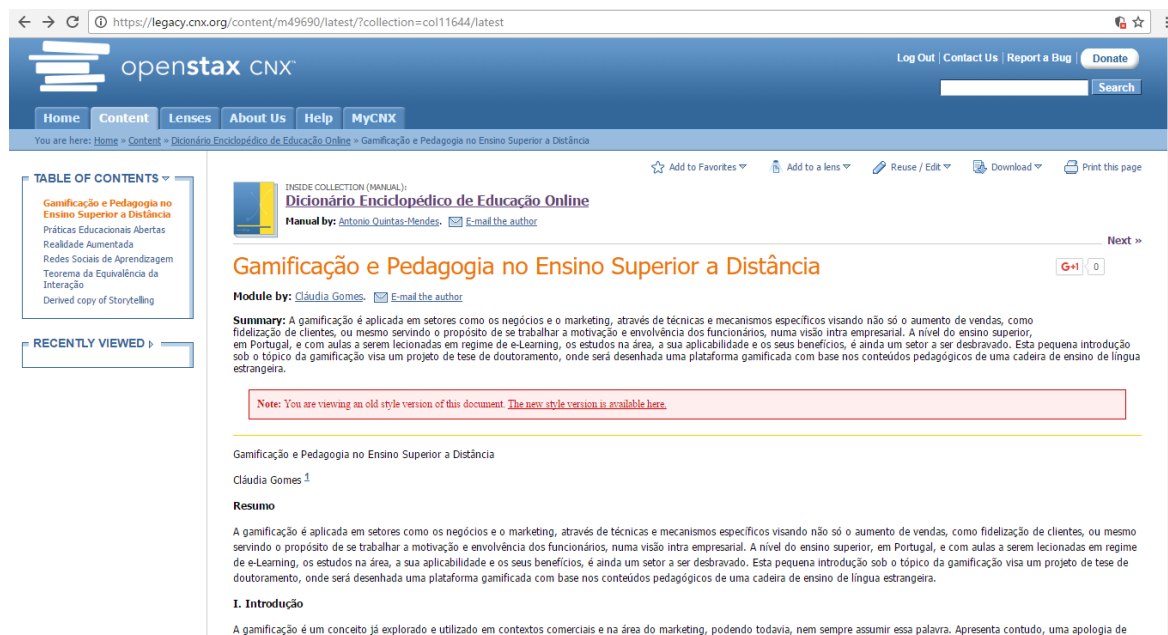 https://legacy.cnx.org/content/m49690/latest/?collection=col11644/latest
openstax CNX
Log Out | Contact Us | Report a Bug | Donate
Search
Home Content Lenses About Us Help MyCNX
You are here: Home » Content » Dicionário Enciclopédico de Educação Online » Gamificação e Pedagogia no Ensino Superior a Distância
TABLE OF CONTENTS
Gamificação e Pedagogia no
Ensino Superior a Distância
Práticas Educacionais Abertas
Realidade Aumentada
Redes Sociais de Aprendizagem
Teorema da Equivalência da
Interação
Derived copy of Storytelling
RECENTLY VIEWED
Add to Favorites Add to a lens Reuse / Edit Download Print this page
INSIDE COLLECTION (MANUAL):
Dicionário Enciclopédico de Educação Online
Manual by: Antonio Quintas-Mendes. E-mail the author
Next »
Gamificação e Pedagogia no Ensino Superior a Distância
G+1 0
Module by: Cláudia Gomes. E-mail the author
Summary: A gamificação é aplicada em setores como os negócios e o marketing, através de técnicas e mecanismos específicos visando não só o aumento de vendas, como
fidelização de clientes, ou mesmo servindo o propósito de se trabalhar a motivação e envolvência dos funcionários, numa visão intra empresarial. A nível do ensino superior,
em Portugal, e com aulas a serem lecionadas em regime de e-Learning, os estudos na área, a sua aplicabilidade e os seus benefícios, é ainda um setor a ser desbravado. Esta pequena introdução
sob o tópico da gamificação visa um projeto de tese de doutoramento, onde será desenhada uma plataforma gamificada com base nos conteúdos pedagógicos de uma cadeira de ensino de língua
estrangeira.
Note: You are viewing an old style version of this document. The new style version is available here.
Gamificação e Pedagogia no Ensino Superior a Distância
Cláudia Gomes 1
Resumo
A gamificação é aplicada em setores como os negócios e o marketing, através de técnicas e mecanismos específicos visando não só o aumento de vendas, como fidelização de clientes, ou mesmo
servindo o propósito de se trabalhar a motivação e envolvência dos funcionários, numa visão intra empresarial. A nível do ensino superior, em Portugal, e com aulas a serem lecionadas em regime
de e-Learning, os estudos na área, a sua aplicabilidade e os seus benefícios, é ainda um setor a ser desbravado. Esta pequena introdução sob o tópico da gamificação visa um projeto de tese de
doutoramento, onde será desenhada uma plataforma gamificada com base nos conteúdos pedagógicos de uma cadeira de ensino de língua estrangeira.
I. Introdução
A gamificação é um conceito já explorado e utilizado em contextos comerciais e na área do marketing, podendo todavia, nem sempre assumir essa palavra. Apresenta contudo, uma apologia de